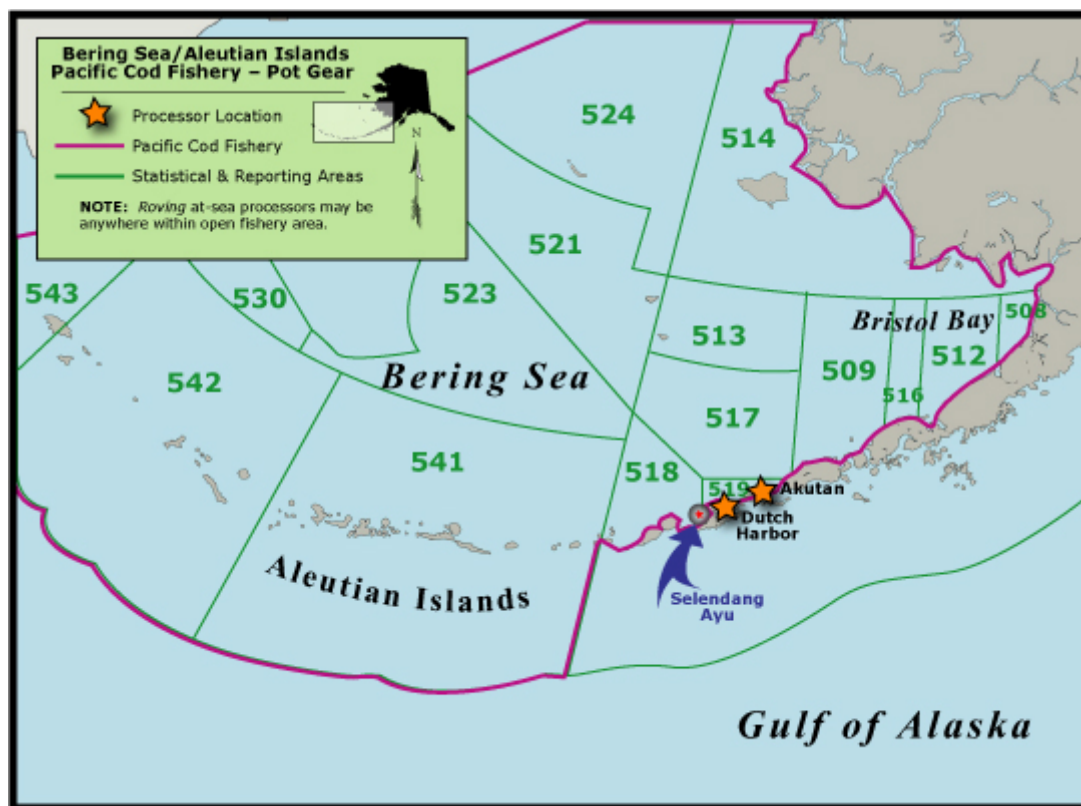 Bering Sea/Aleutian Islands
Pacific Cod Fishery – Pot Gear
Processor Location
Pacific Cod Fishery
Statistical & Reporting Areas
NOTE: Roving at-sea processors may be
anywhere within open fishery area.
N
524
514
521
543
530
523
508
513
Bristol Bay
512
542
509
Bering Sea
516
517
541
518
519
Akutan
Dutch
Harbor
Aleutian Islands
Selendang
Ayu
Gulf of Alaska